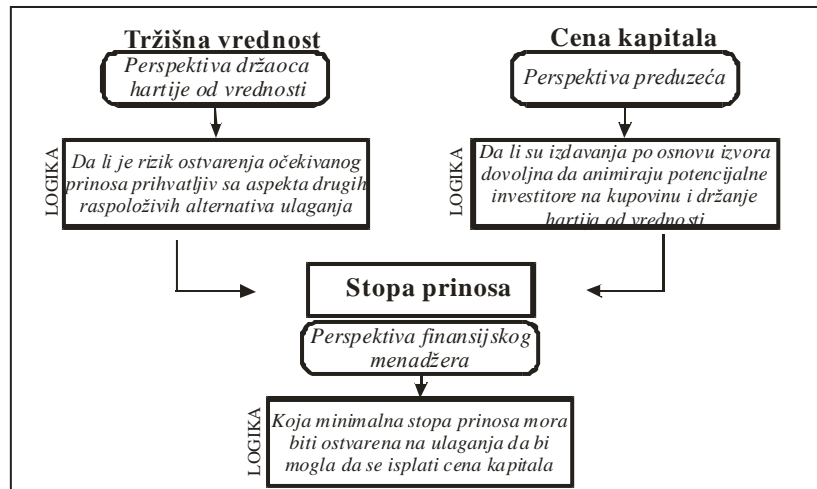 Tržišna vrednost
Perspektiva držaoca
hartije od vrednosti
LOGIKA
Da li je rizik ostvarenja očekivanog
prinosa prihvatljiv sa aspekta drugih
raspoloživih alternativa ulaganja
Cena kapitala
Perspektiva preduzeća
LOGIKA
Da li su izdavanja po osnovu izvora
dovoljna da animiraju potencijalne
investitore na kupovinu i držanje
hartija od vrednosti
Stopa prinosa
Perspektiva finansijskog
menadžera
LOGIKA
Koja minimalna stopa prinosa mora
biti ostvarena na ulaganja da bi
mogla da se isplati cena kapitala